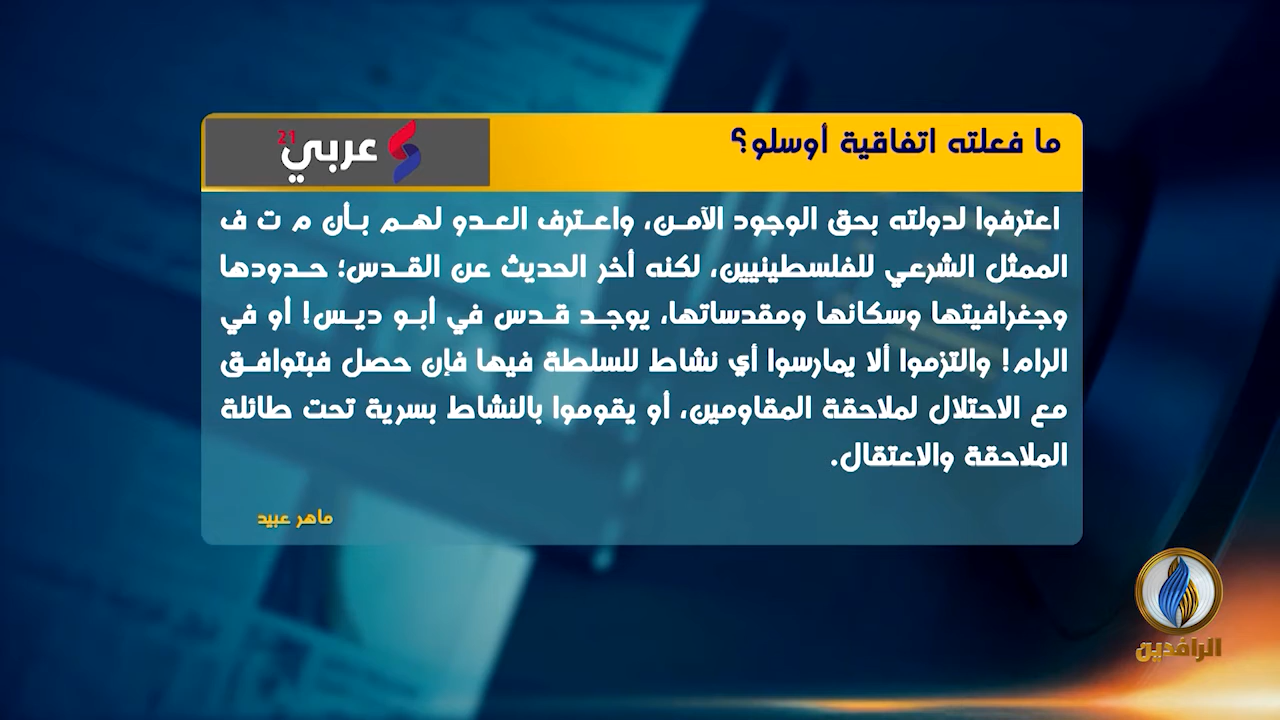 ما فعلته اتفاقية أوسلو؟
عربي 21
اعترفوا لدولته بحق الوجود الآمن، واعترف العدو لهم بأن م ت ف
الممثل الشرعي للفلسطينيين، لكنه أخر الحديث عن القدس؛ حدودها
وجغرافيتها وسكانها ومقدساتها، يوجد قدس في أبو ديس! أو في
الرام! والتزموا ألا يمارسوا أي نشاط للسلطة فيها فإن حصل فبتوافق
مع الاحتلال لملاحقة المقاومين، أو يقوموا بالنشاط بسرية تحت طائلة
الملاحقة والاعتقال.
ماهر عبيد
الرافدين